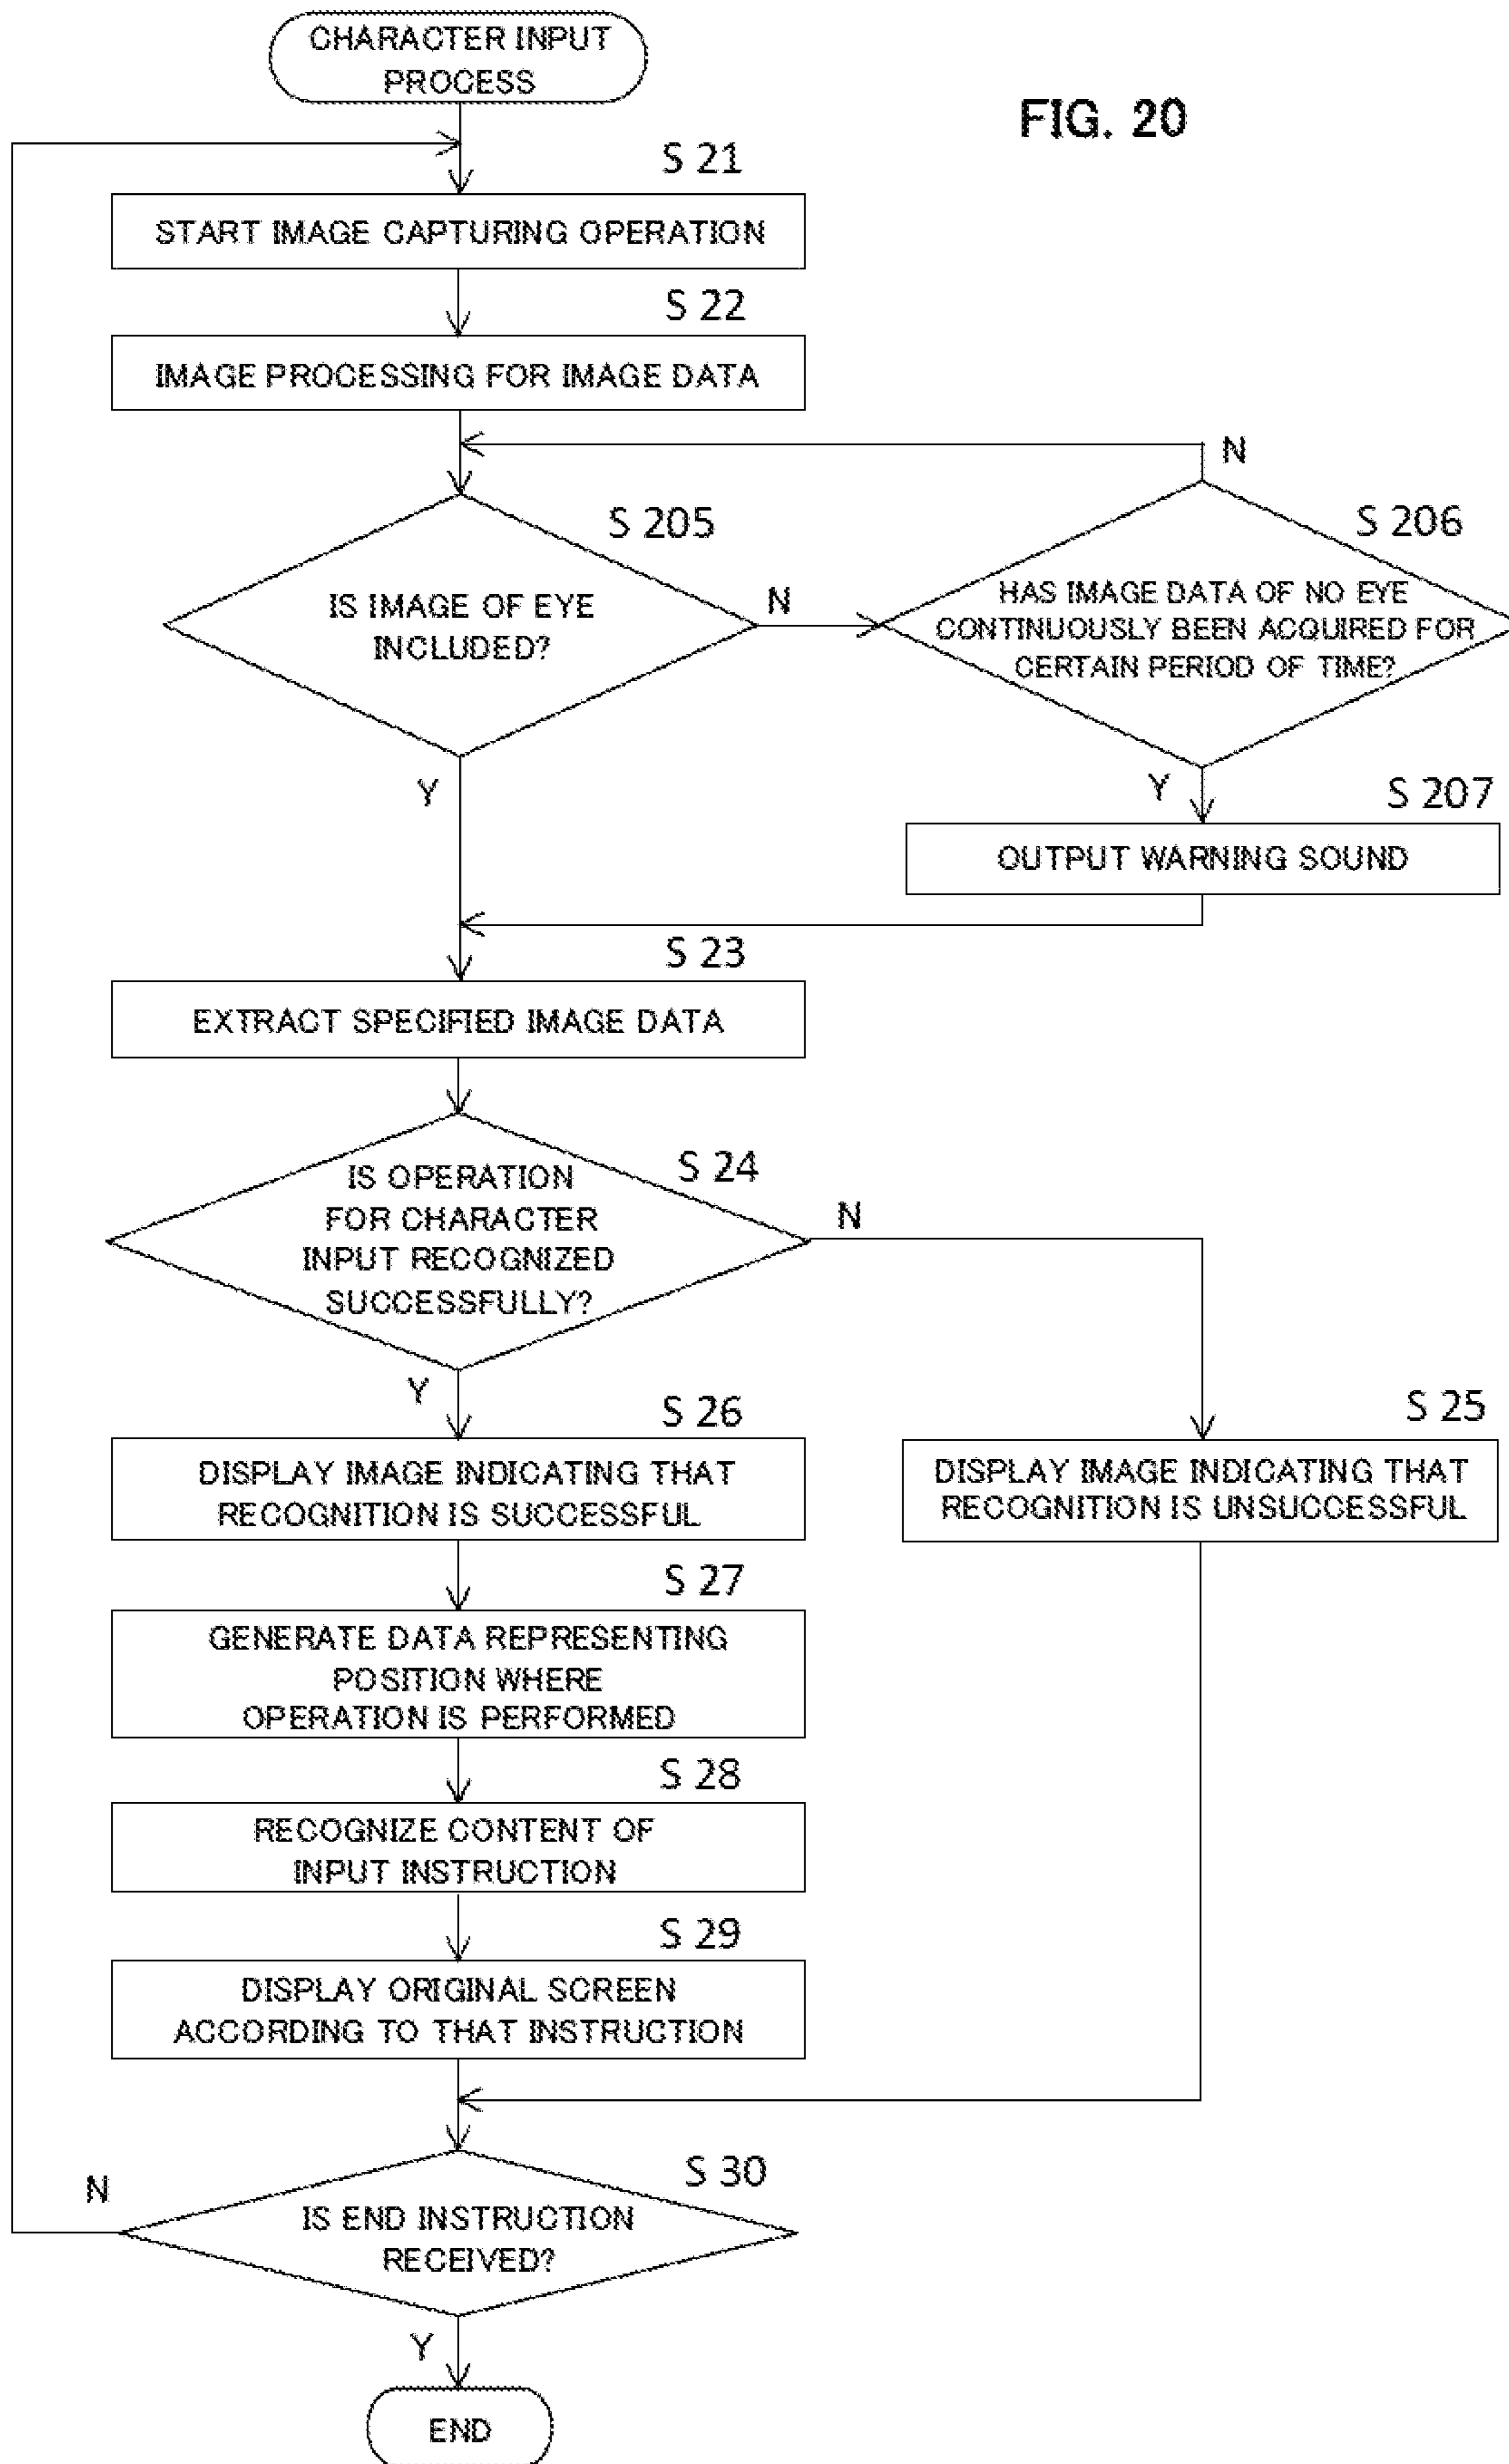 CHARACTER INPUT
PROCESS
FIG. 20
S 21
START IMAGE CAPTURING OPERATION
S 22
IMAGE PROCESSING FOR IMAGE DATA
N
S 205
S 206
IS IMAGE OF EYE
INCLUDED?
N
HAS IMAGE DATA OF NO EYE
CONTINUOUSLY BEEN ACQUIRED FOR
CERTAIN PERIOD OF TIME?
Y
Y
S 207
OUTPUT WARNING SOUND
S 23
EXTRACT SPECIFIED IMAGE DATA
S 24
IS OPERATION
FOR CHARACTER
INPUT RECOGNIZED
SUCCESSFULLY?
N
Y
S 26
DISPLAY IMAGE INDICATING THAT
RECOGNITION IS SUCCESSFUL
S 25
DISPLAY IMAGE INDICATING THAT
RECOGNITION IS UNSUCCESSFUL
S 27
GENERATE DATA REPRESENTING
POSITION WHERE
OPERATION IS PERFORMED
S 28
RECOGNIZE CONTENT OF
INPUT INSTRUCTION
S 29
DISPLAY ORIGINAL SCREEN
ACCORDING TO THAT INSTRUCTION
N
S 30
IS END INSTRUCTION
RECEIVED?
Y
END